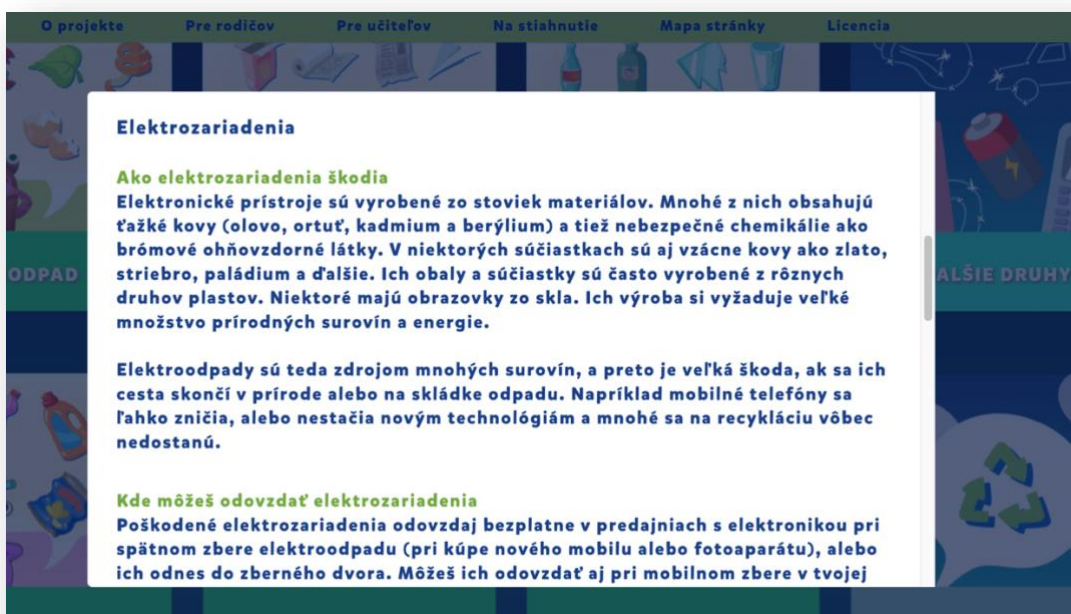 O projekte Pre rodičov Pre učiteľov Na stiahnutie Mapa stránky Licencia
Elektrozariadenia
Ako elektrozariadenia škodia
Elektronické prístroje sú vyrobené zo stoviek materiálov. Mnohé z nich obsahujú
ťažké kovy (olovo, ortuť, kadmium a berýlium) a tiež nebezpečné chemikálie ako
brómové ohňovzdorné látky. V niektorých súčiastkach sú aj vzácne kovy ako zlato,
striebro, paládium a ďalšie. Ich obaly a súčiastky sú často vyrobené z rôznych
druhov plastov. Niektoré majú obrazovky zo skla. Ich výroba si vyžaduje veľké
množstvo prírodných surovín a energie.
Elektroodpady sú teda zdrojom mnohých surovín, a preto je veľká škoda, ak sa ich
cesta skončí v prírode alebo na skládke odpadu. Napríklad mobilné telefóny sa
ľahko zničia, alebo nestačia novým technológiám a mnohé sa na recykláciu vôbec
nedostanú.
Kde môžeš odovzdať elektrozariadenia
Poškodené elektrozariadenia odovzdaj bezplatne v predajniach s elektronikou pri
spätnom zbere elektroodpadu (pri kúpe nového mobilu alebo fotoaparátu), alebo
ich odnes do zberného dvora. Môžeš ich odovzdať aj pri mobilnom zbere v tvojej
ODPAD
ALŠIE DRUHY